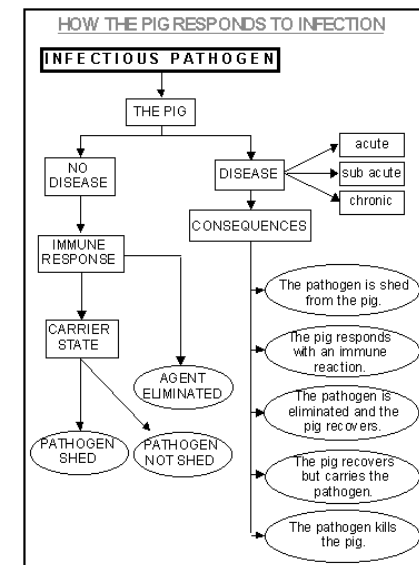 HOW THE PIG RESPONDS TO INFECTION
INFECTIOUS PATHOGEN
THE PIG
NO
DISEASE
DISEASE
acute
sub acute
chronic
IMMUNE
RESPONSE
CONSEQUENCES
CARRIER
STATE
AGENT
ELIMINATED
PATHOGEN
SHED
PATHOGEN
NOT SHED
The pathogen is shed
from the pig.
The pig responds
with an immune
reaction.
The pathogen is
eliminated and the
pig recovers.
The pig recovers
but carries the
pathogen.
The pathogen kills
the pig.